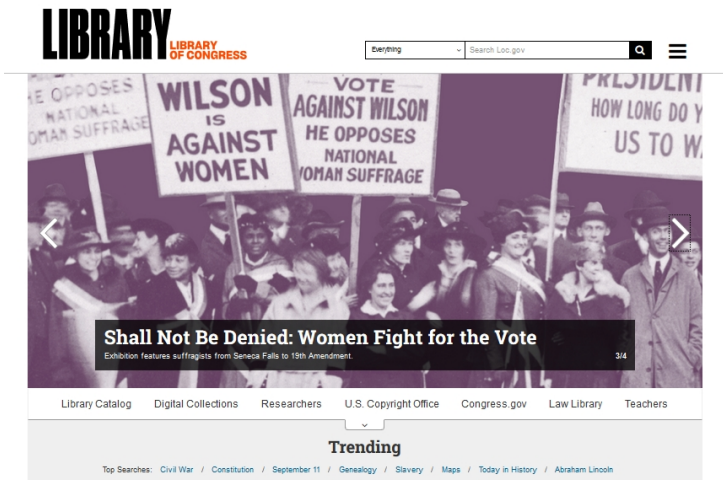 LIBRARY
LIBRARY
OF CONGRESS
Everything
Search Loc.gov
HE OPPOSES
NATIONAL
WOMAN SUFFRAGE
WILSON
IS
AGAINST
WOMEN
VOTE
AGAINST WILSON
HE OPPOSES
NATIONAL
WOMAN SUFFRAGE
PRESIDENT
HOW LONG DO Y
US TO WA
Shall Not Be Denied: Women Fight for the Vote
Exhibition features suffragists from Seneca Falls to 19th Amendment.
3/4
Library Catalog Digital Collections Researchers U.S. Copyright Office Congress.gov Law Library Teachers
Trending
Top Searches: Civil War / Constitution / September 11 / Genealogy / Slavery / Maps / Today in History / Abraham Lincoln